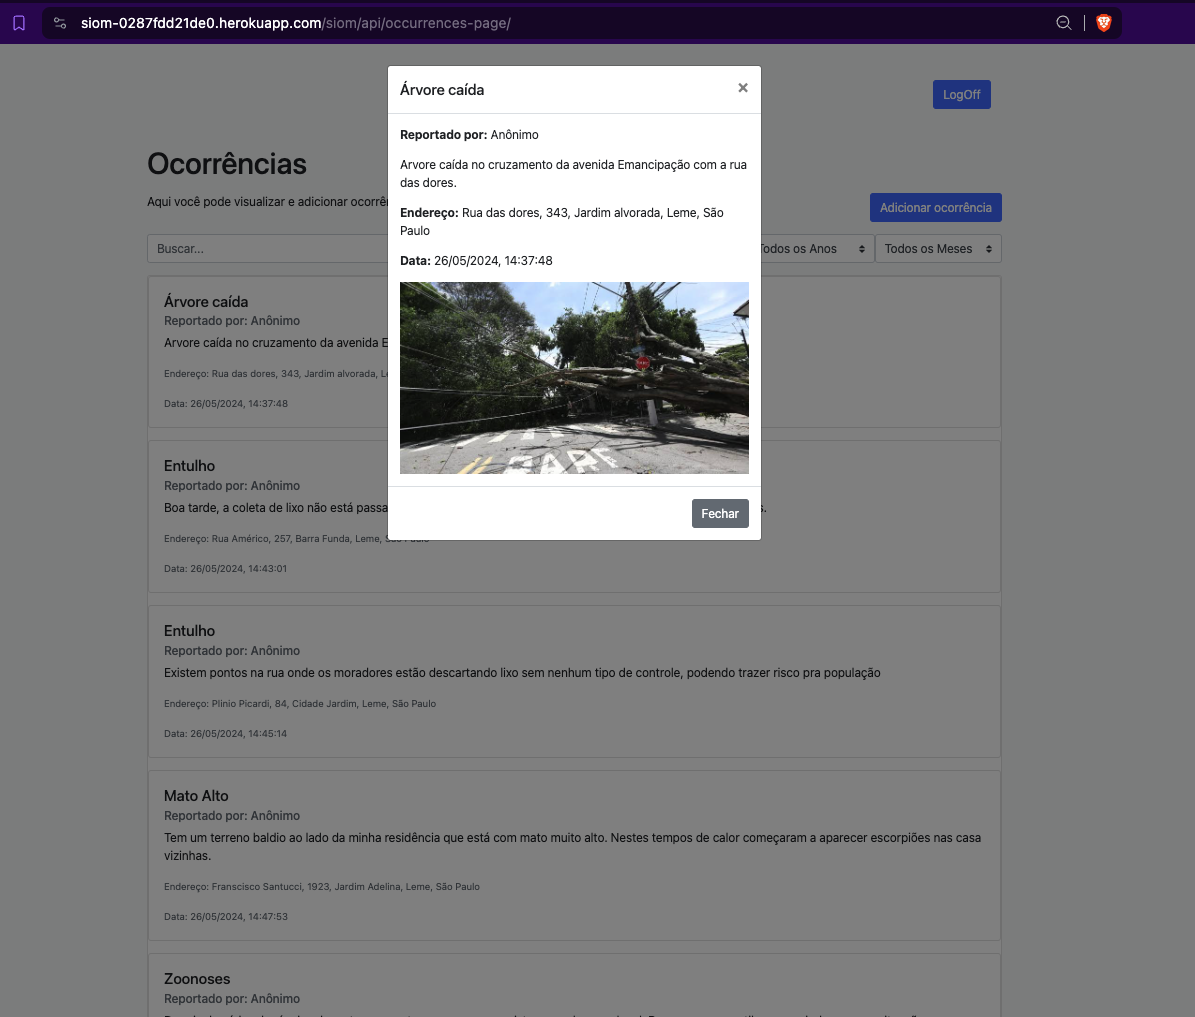 siom-0287fdd21de0.herokuapp.com/siom/api/occurrences-page/
LogOff
Ocorrências
Aqui você pode visualizar e adicionar
Adicionar ocorrência
Buscar...
Todos os Anos
Todos os Meses
Árvore caída
Reportado por: Anônimo
Arvore caída no cruzamento da avenida Emancipação com a rua
das dores.
Endereço: Rua das dores, 343, Jardim alvorada, Leme, São
Paulo
Data: 26/05/2024, 14:37:48
PARE
Fechar
Árvore caída
Reportado por: Anônimo
Arvore caída no cruzamento da avenida
Endereço: Rua das dores, 343, Jardim alvorada,
Data: 26/05/2024, 14:37:48
Entulho
Reportado por: Anônimo
Boa tarde, a coleta de lixo não está
Endereço: Rua Américo, 257, Barra Funda, Leme, São Paulo
Data: 26/05/2024, 14:43:01
Entulho
Reportado por: Anônimo
Existem pontos na rua onde os moradores estão descartando lixo sem nenhum tipo de controle, podendo trazer risco pra população
Endereço: Plinio Picardi, 84, Cidade Jardim, Leme, São Paulo
Data: 26/05/2024, 14:45:14
Mato Alto
Reportado por: Anônimo
Tem um terreno baldio ao lado da minha residência que está com mato muito alto. Nestes tempos de calor começaram a aparecer escorpiões nas casa
vizinhas.
Endereço: Franscisco Santucci, 1923, Jardim Adelina, Leme, São Paulo
Data: 26/05/2024, 14:47:53
Zoonoses
Reportado por: Anônimo